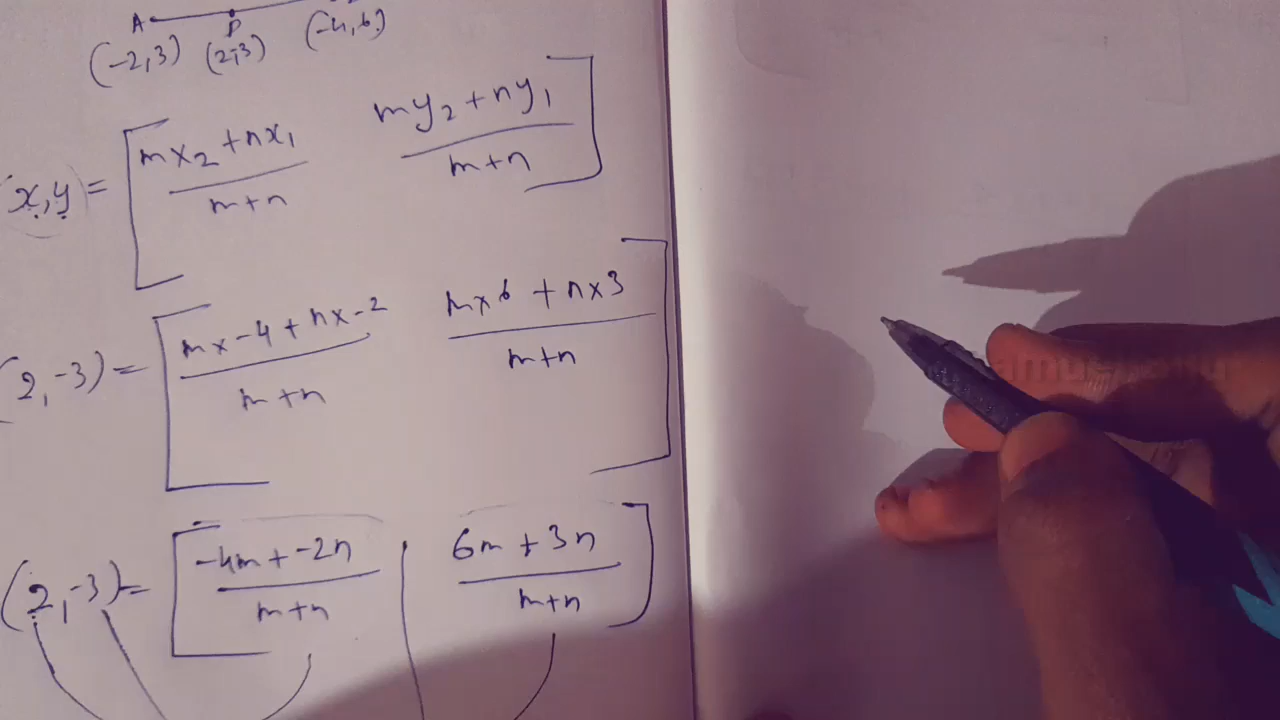 A P
(-2,3) (2,-3) (-4,6)
(x,y) = [ mx₂ + nx₁ / m+n my₂ + ny₁ / m+n ]
(2,-3) = [ m×-4 + n×-2 / m+n m×6 + n×3 / m+n ]
(2,-3) = [ -4m + -2n / m+n | 6m + 3n / m+n ]